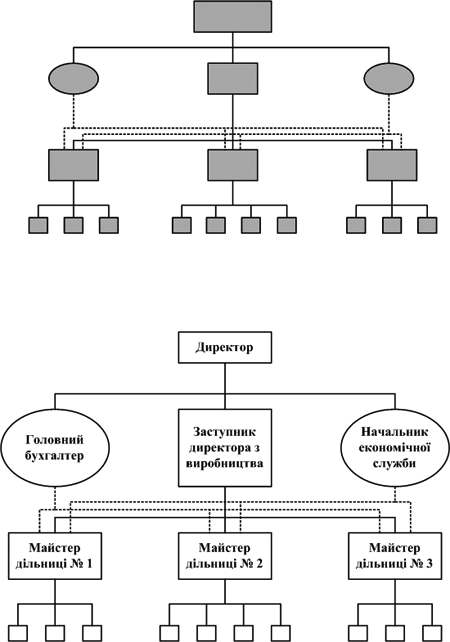 Директор
Головний
бухгалтер
Заступник
директора з
виробництва
Начальник
економічної
служби
Майстер
дільниці № 1
Майстер
дільниці № 2
Майстер
дільниці № 3